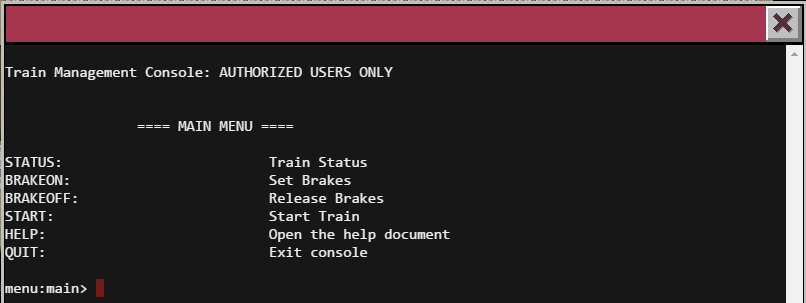 Train Management Console: AUTHORIZED USERS ONLY
==== MAIN MENU ====
STATUS: Train Status
BRAKEON: Set Brakes
BRAKEOFF: Release Brakes
START: Start Train
HELP: Open the help document
QUIT: Exit console
menu:main>